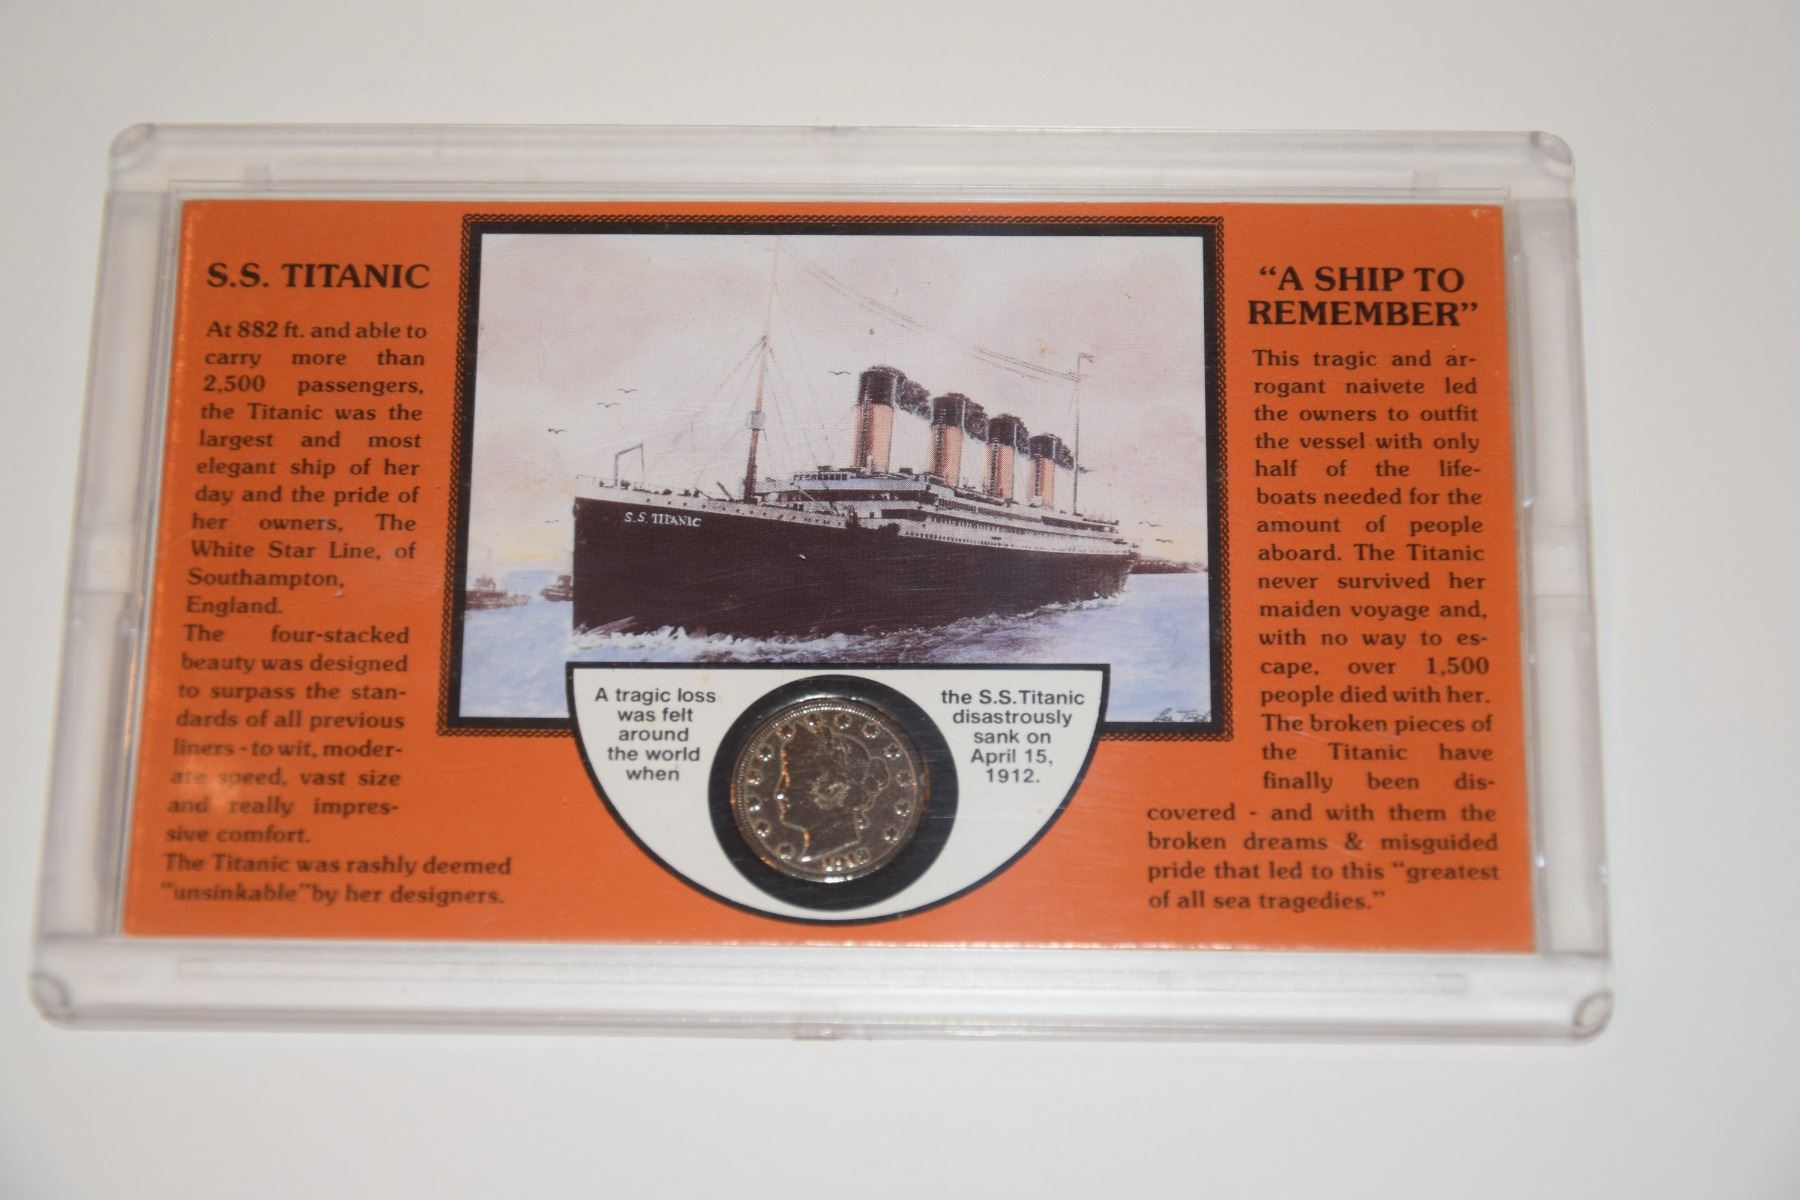 S.S. TITANIC
At 882 ft. and able to
carry more than
2,500 passengers,
the Titanic was the
largest and most
elegant ship of her
day and the pride of
her owners, The
White Star Line, of
Southampton,
England.
The four-stacked
beauty was designed
to surpass the stan-
dards of all previous
liners - to wit, moder-
ate speed, vast size
and really impres-
sive comfort.
The Titanic was rashly deemed
"unsinkable" by her designers.
S.S. TITANIC
A tragic loss
was felt
around
the world
when
1912
the S.S.Titanic
disastrously
sank on
April 15,
1912.
“A SHIP TO
REMEMBER”
This tragic and ar-
rogant naivete led
the owners to outfit
the vessel with only
half of the life-
boats needed for the
amount of people
aboard. The Titanic
never survived her
maiden voyage and,
with no way to es-
cape, over 1,500
people died with her.
The broken pieces of
the Titanic have
finally been dis-
covered - and with them the
broken dreams & misguided
pride that led to this “greatest
of all sea tragedies.”